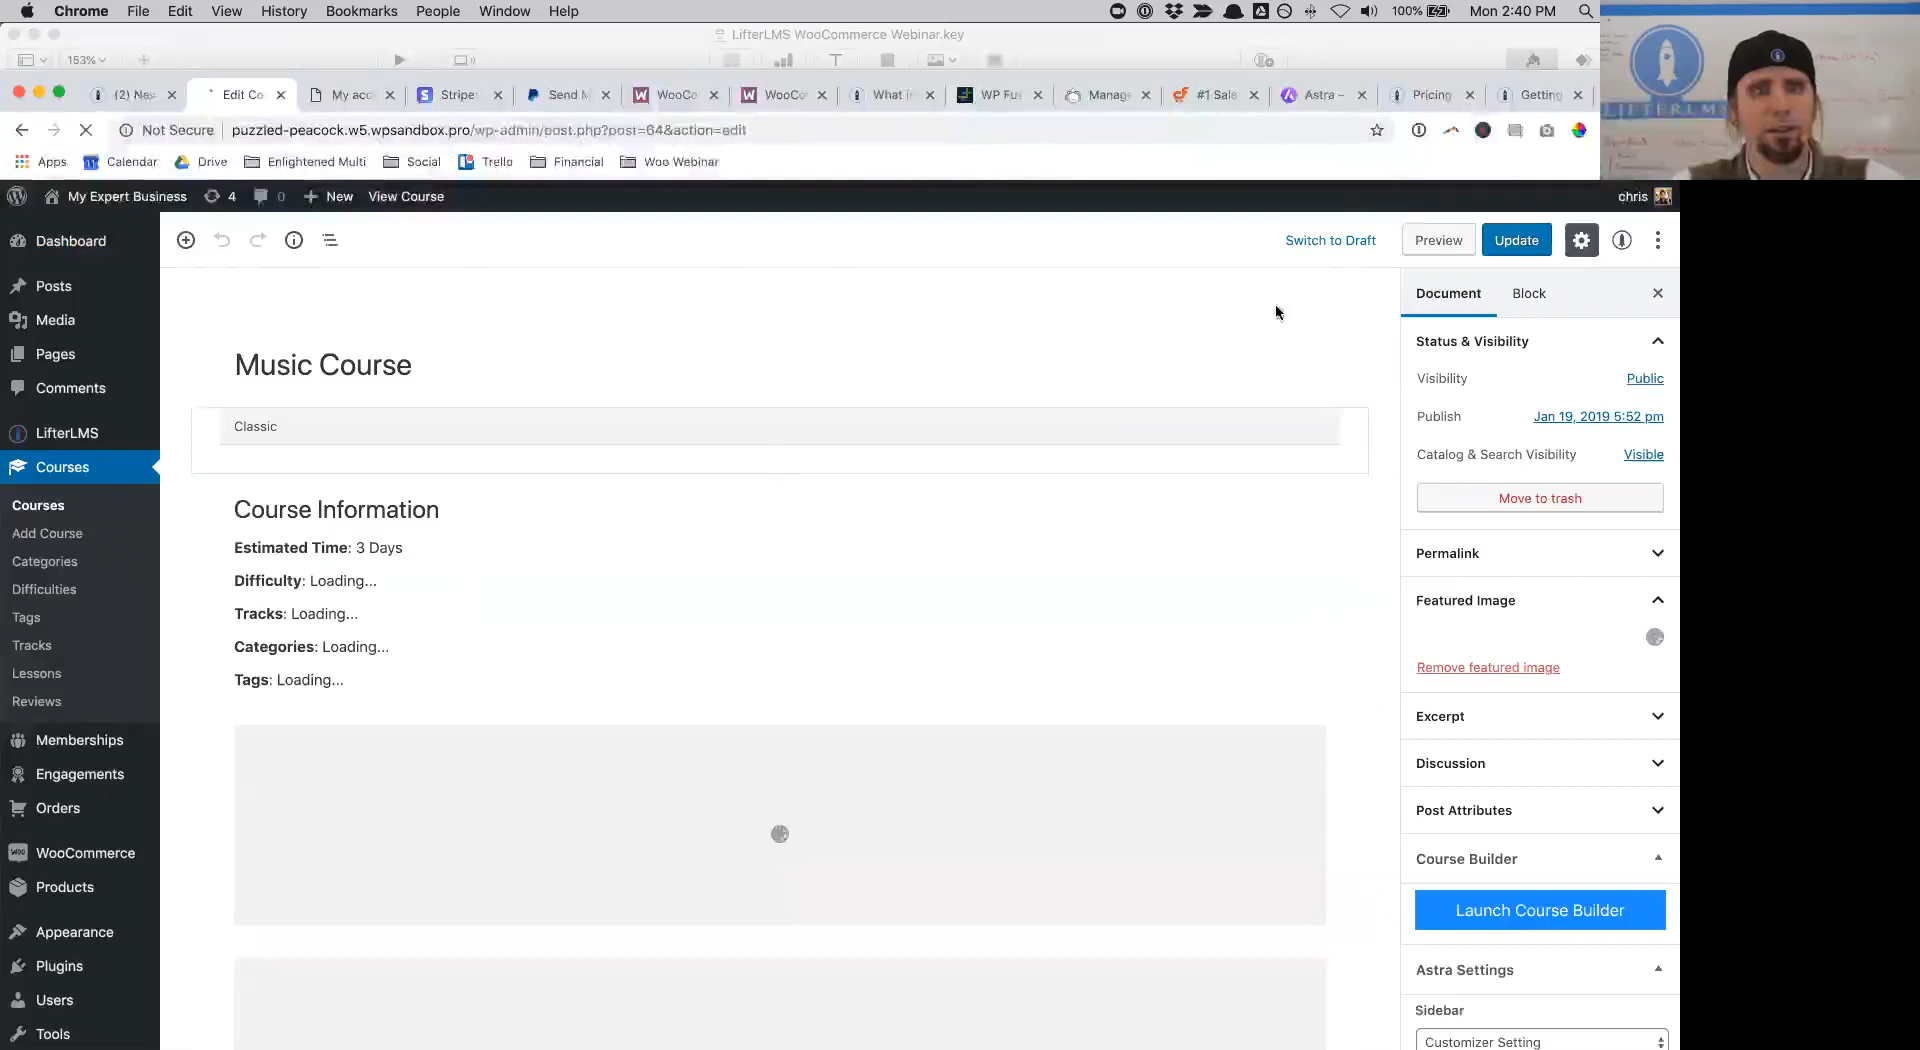 Chrome File Edit View History Bookmarks People Window Help 100% Mon 2:40 PM
LifterLMS WooCommerce Webinar.key
153%
(2) Nav Edit Co My acc Stripe Send M WooCo WooCo What i WP Fus Manag #1 Sale Astra – Pricing Getting
Not Secure puzzled-peacock.w5.wpsandbox.pro/wp-admin/post.php?post=64&action=edit
Apps Calendar Drive Enlightened Multi Social Trello Financial Woo Webinar
LIFTERLMS
My Expert Business 4 0 New View Course chris
Dashboard
Posts
Media
Pages
Comments
LifterLMS
Courses
Courses
Add Course
Categories
Difficulties
Tags
Tracks
Lessons
Reviews
Memberships
Engagements
Orders
WooCommerce
Products
Appearance
Plugins
Users
Tools
Switch to Draft Preview Update
Music Course
Classic
Course Information
Estimated Time: 3 Days
Difficulty: Loading...
Tracks: Loading...
Categories: Loading...
Tags: Loading...
Document Block
Status & Visibility
Visibility Public
Publish Jan 19, 2019 5:52 pm
Catalog & Search Visibility Visible
Move to trash
Permalink
Featured Image
Remove featured image
Excerpt
Discussion
Post Attributes
Course Builder
Launch Course Builder
Astra Settings
Sidebar
Customizer Setting